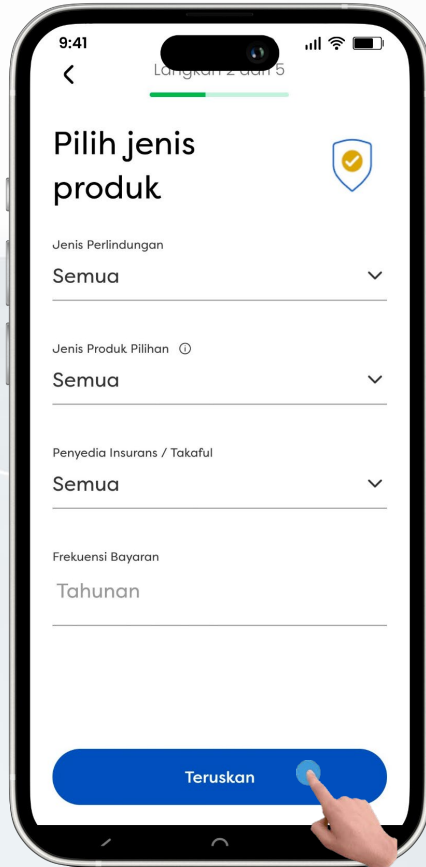 9:41
Langkah 2 dari 5
Pilih jenis
produk
Jenis Perlindungan
Semua
Jenis Produk Pilihan
Semua
Penyedia Insurans / Takaful
Semua
Frekuensi Bayaran
Tahunan
Teruskan